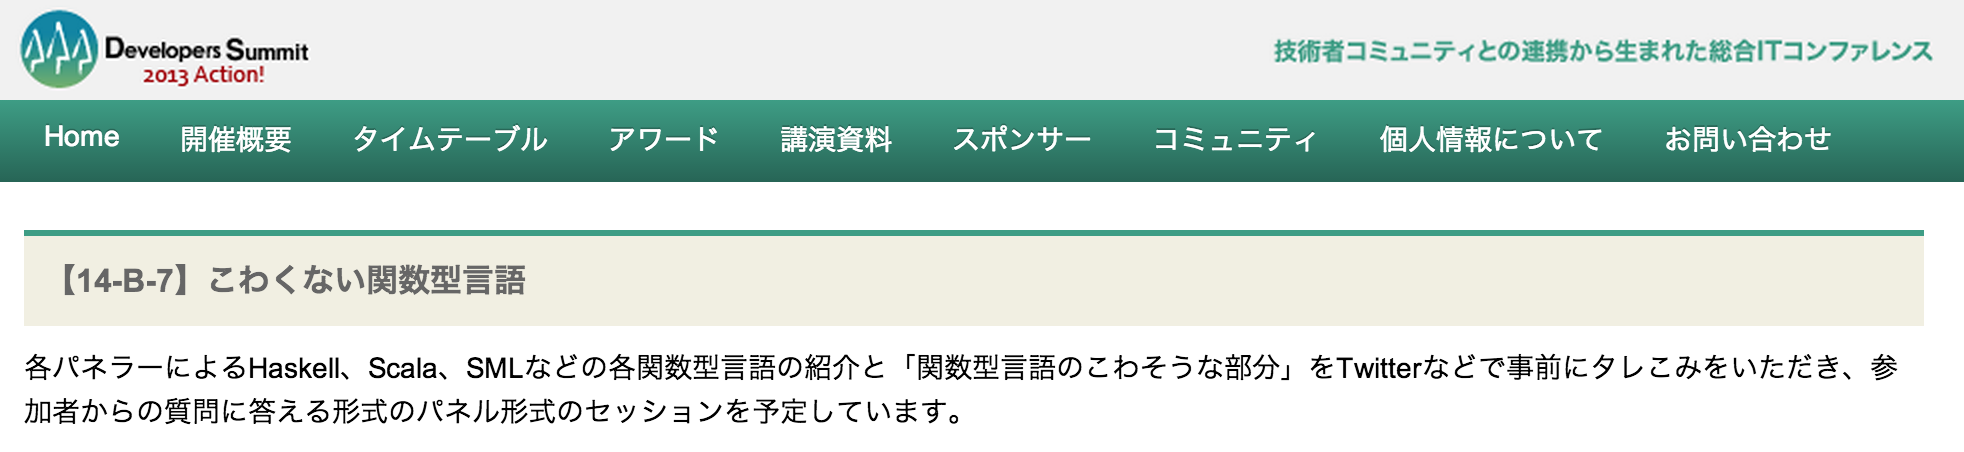 Developers Summit
2013 Action!
技術者コミュニティとの連携から生まれた総合ITコンファレンス
Home 開催概要 タイムテーブル アワード 講演資料 スポンサー コミュニティ 個人情報について お問い合わせ
【14-B-7】こわくない関数型言語
各パネラーによるHaskell、Scala、SMLなどの各関数型言語の紹介と「関数型言語のこわそうな部分」をTwitterなどで事前にタレこみをいただき、参
加者からの質問に答える形式のパネル形式のセッションを予定しています。